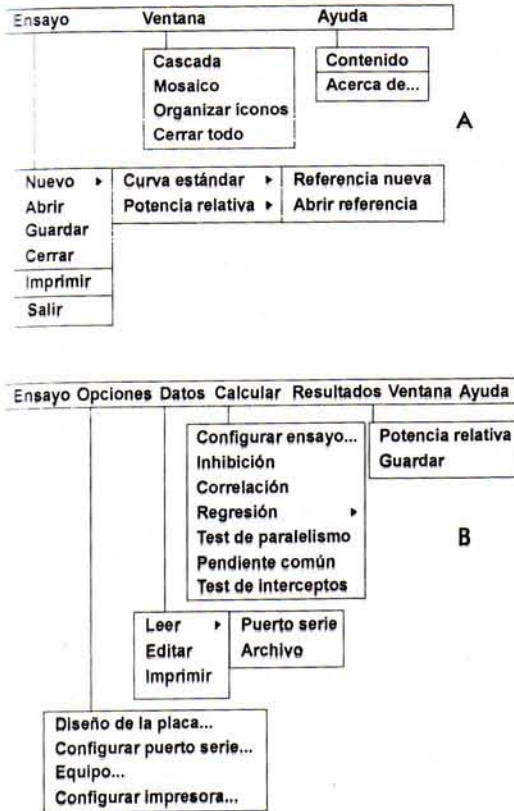 Ensayo Ventana Ayuda
Cascada
Mosaico
Organizar íconos
Cerrar todo
Contenido
Acerca de...
A
Nuevo ▸ Curva estándar ▸ Referencia nueva
Abrir Potencia relativa ▸ Abrir referencia
Guardar
Cerrar
Imprimir
Salir
Ensayo Opciones Datos Calcular Resultados Ventana Ayuda
Configurar ensayo...
Inhibición
Correlación
Regresión ▸
Test de paralelismo
Pendiente común
Test de interceptos
Potencia relativa
Guardar
B
Leer ▸ Puerto serie
Editar Archivo
Imprimir
Diseño de la placa...
Configurar puerto serie...
Equipo...
Configurar impresora...